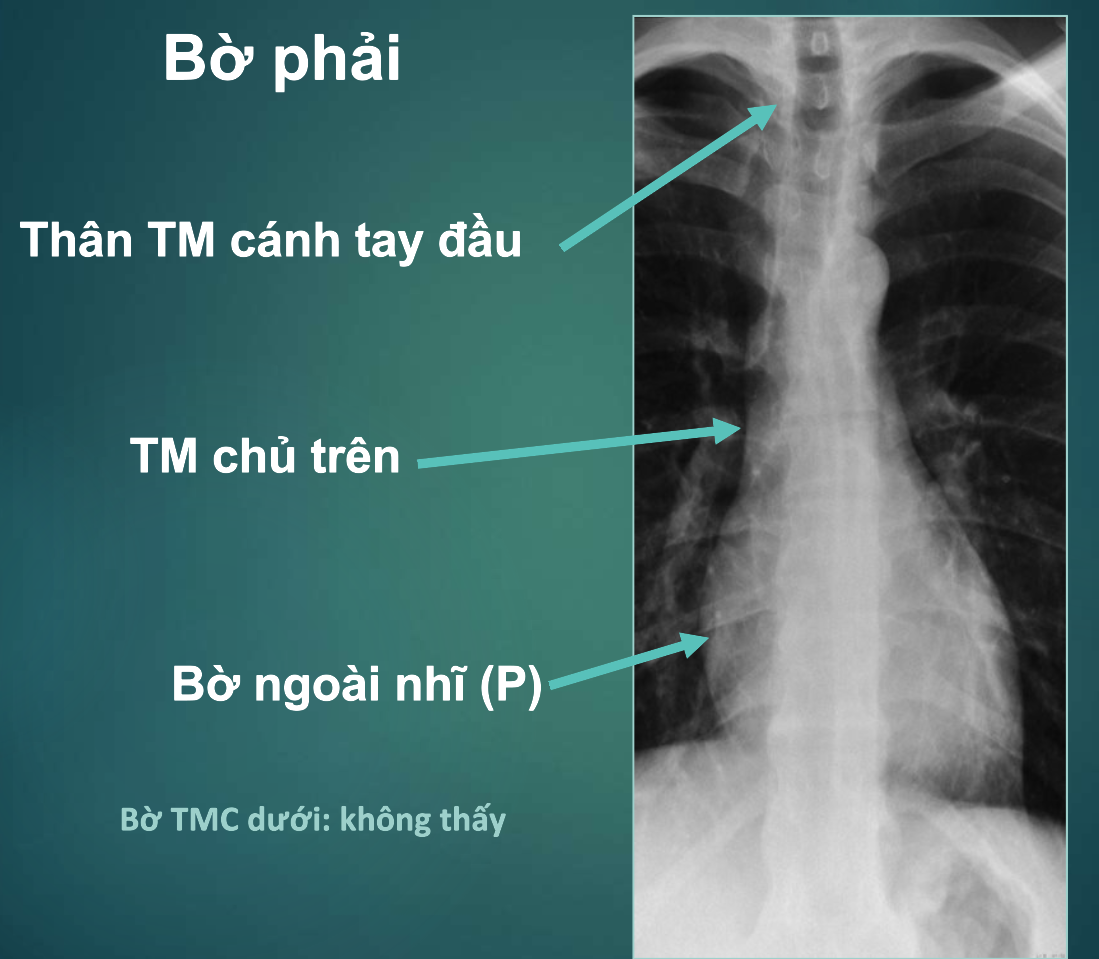 Bờ phải
Thân TM cánh tay đầu
TM chủ trên
Bờ ngoài nhĩ (P)
Bờ TMC dưới: không thấy